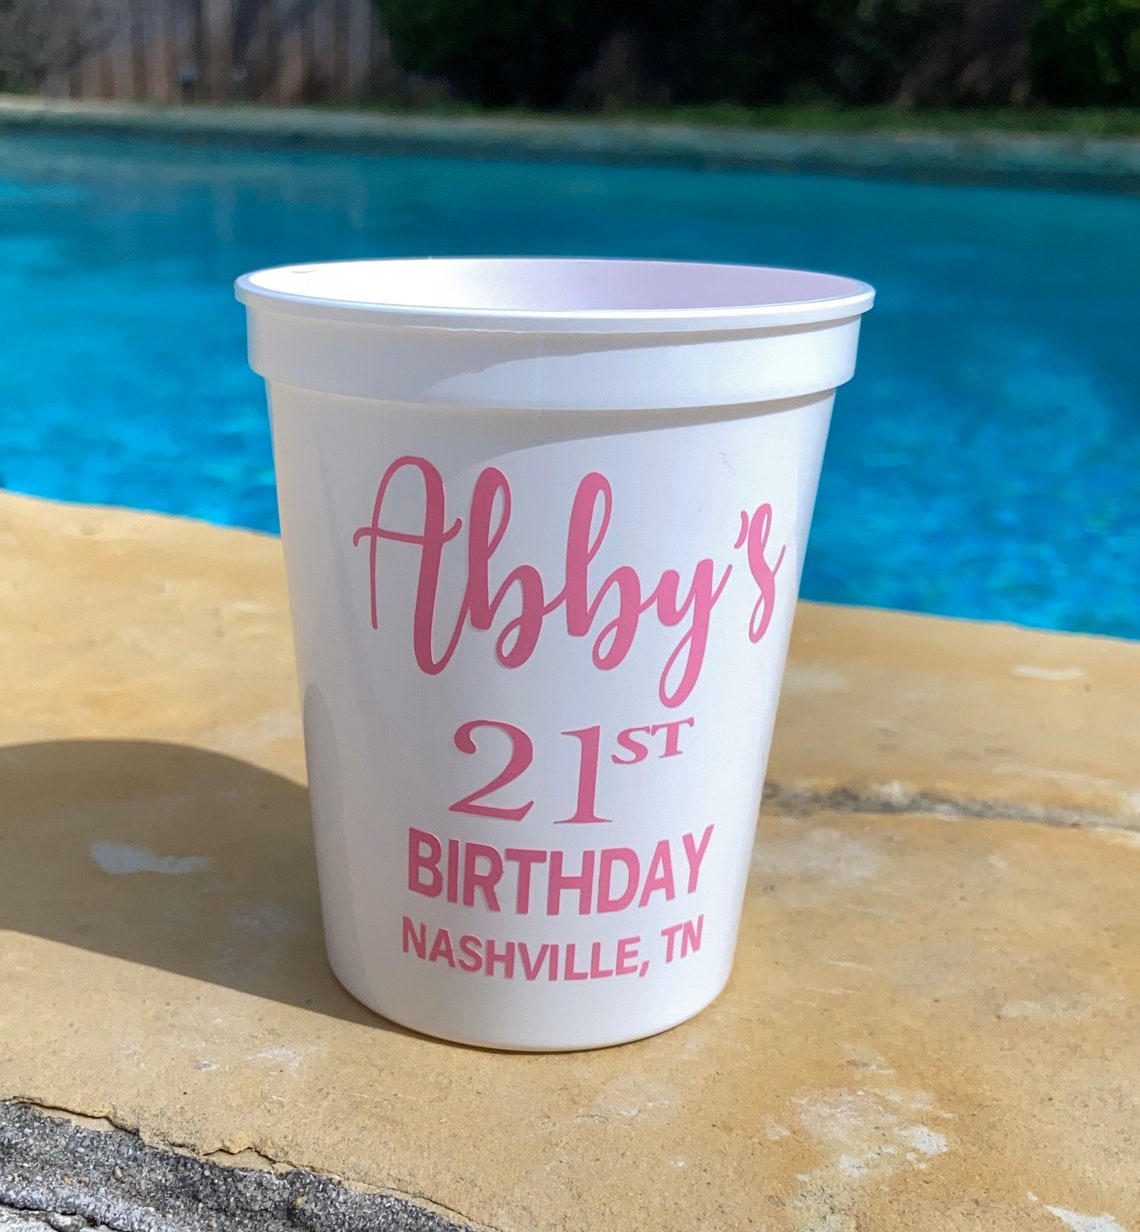 Abby's
21ST
BIRTHDAY
NASHVILLE, TN